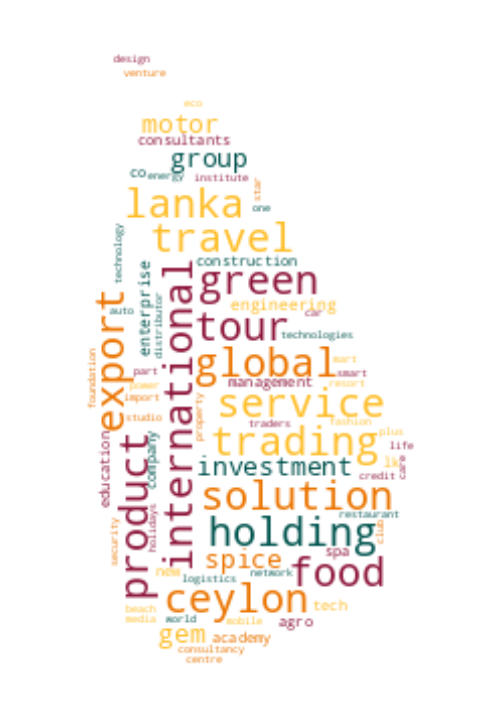 design
venture
eco
motor
consultants
group
co
energy
institute
star
lanka
one
travel
technology
construction
enterprise
distributor
international
green
export
auto
engineering
car
tour
technologies
foundation
global
mart
part
smart
management
resort
power
import
property
service
studio
traders
fashion
product
company
trading
plus
education
life
investment
lk
care
credit
solution
holidays
restaurant
security
holding
club
spa
spice
new
network
food
logistics
ceylon
beach
tech
media
world
mobile
agro
gem
academy
consultancy
centre